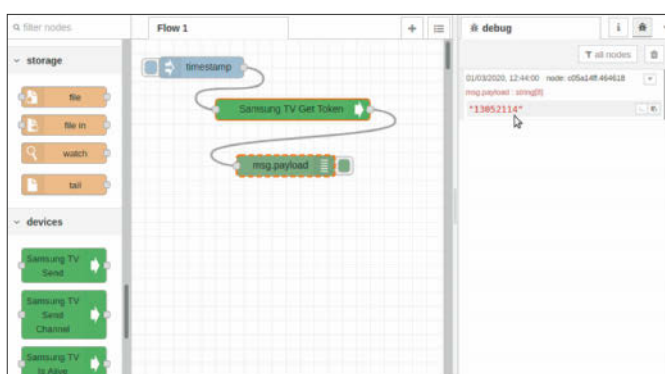 filter nodes
Flow 1
debug
i
all nodes
storage
file
file in
watch
tail
devices
Samsung TV
Send
Samsung TV
Send
Channel
Samsung TV
Is Alive
timestamp
Samsung TV Get Token
msg.payload
01/03/2020, 12:44:00 node: c05a14ff.464618
msg.payload : string[8]
"13052114"